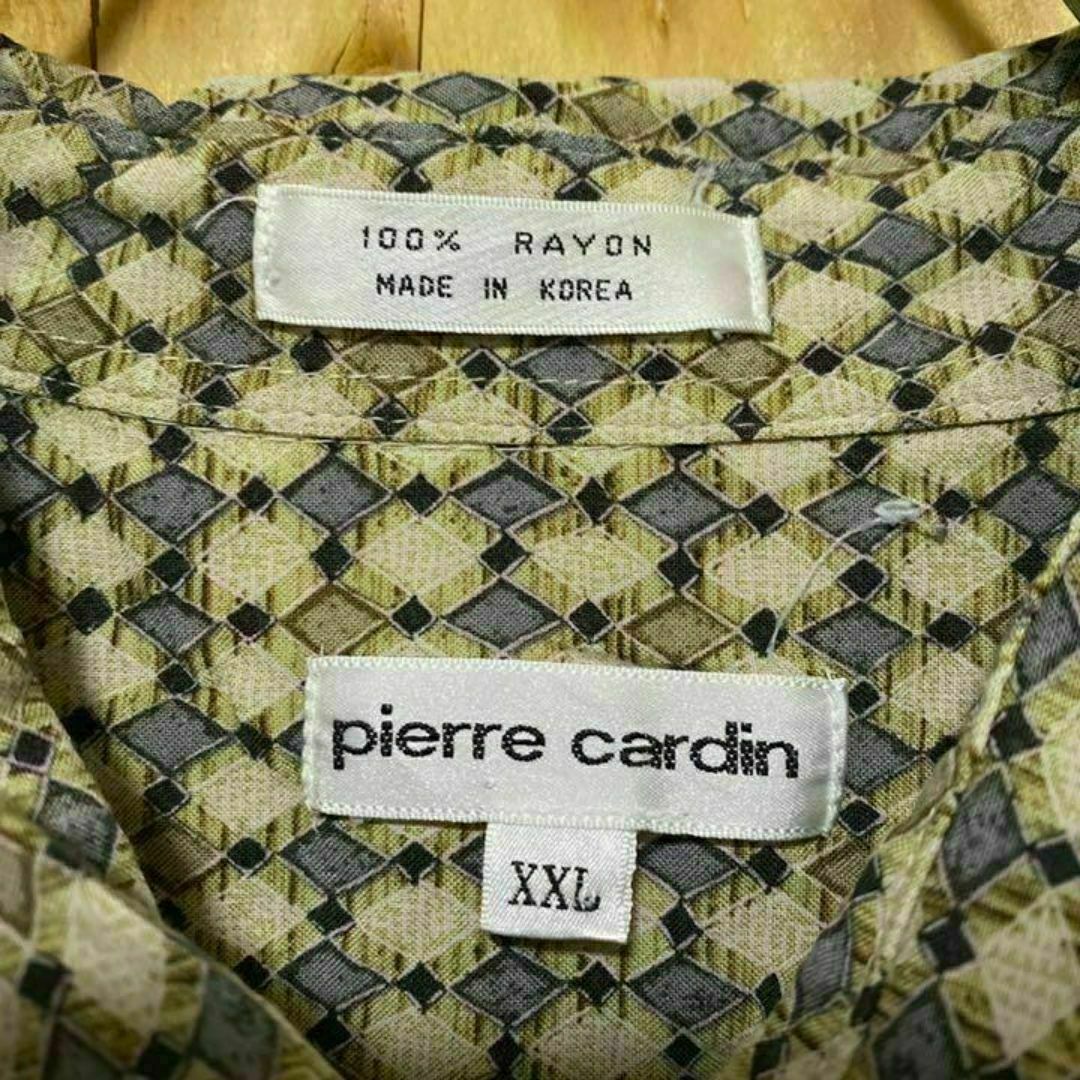 100% RAYON
MADE IN KOREA
pierre cardin
XXL